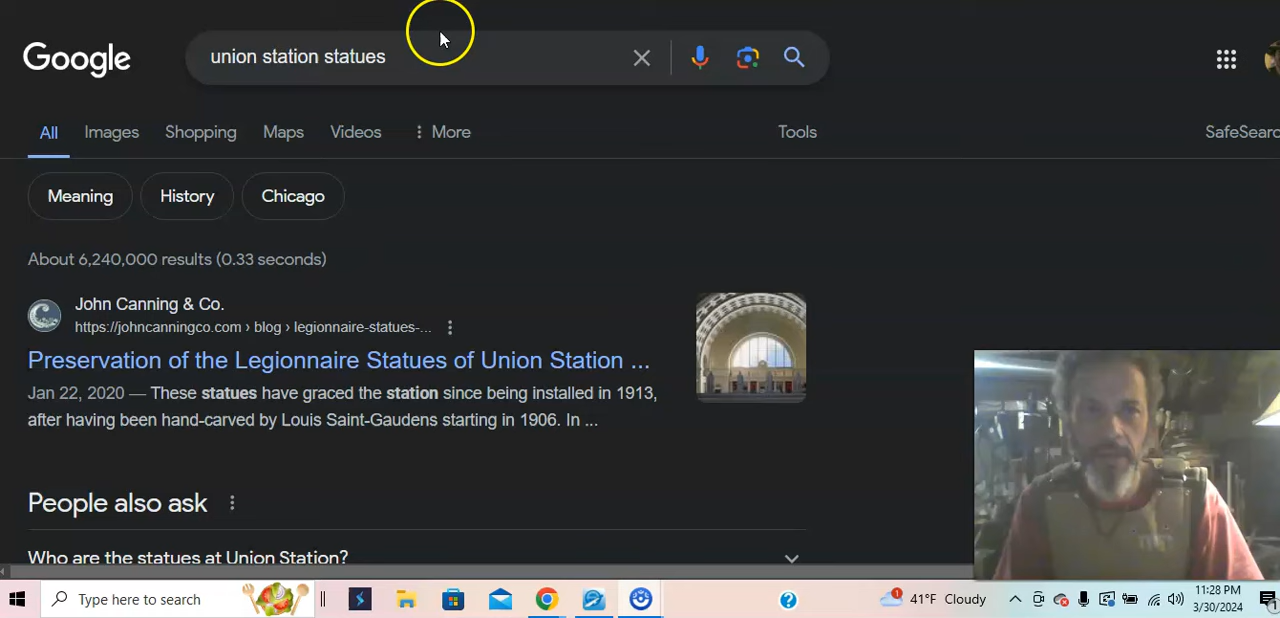 Google
union station statues
All Images Shopping Maps Videos More Tools SafeSearc
Meaning History Chicago
About 6,240,000 results (0.33 seconds)
John Canning & Co.
https://johncanningco.com › blog › legionnaire-statues-...
Preservation of the Legionnaire Statues of Union Station ...
Jan 22, 2020 — These statues have graced the station since being installed in 1913,
after having been hand-carved by Louis Saint-Gaudens starting in 1906. In ...
People also ask
Who are the statues at Union Station?
Type here to search
1 41°F Cloudy
11:28 PM
3/30/2024